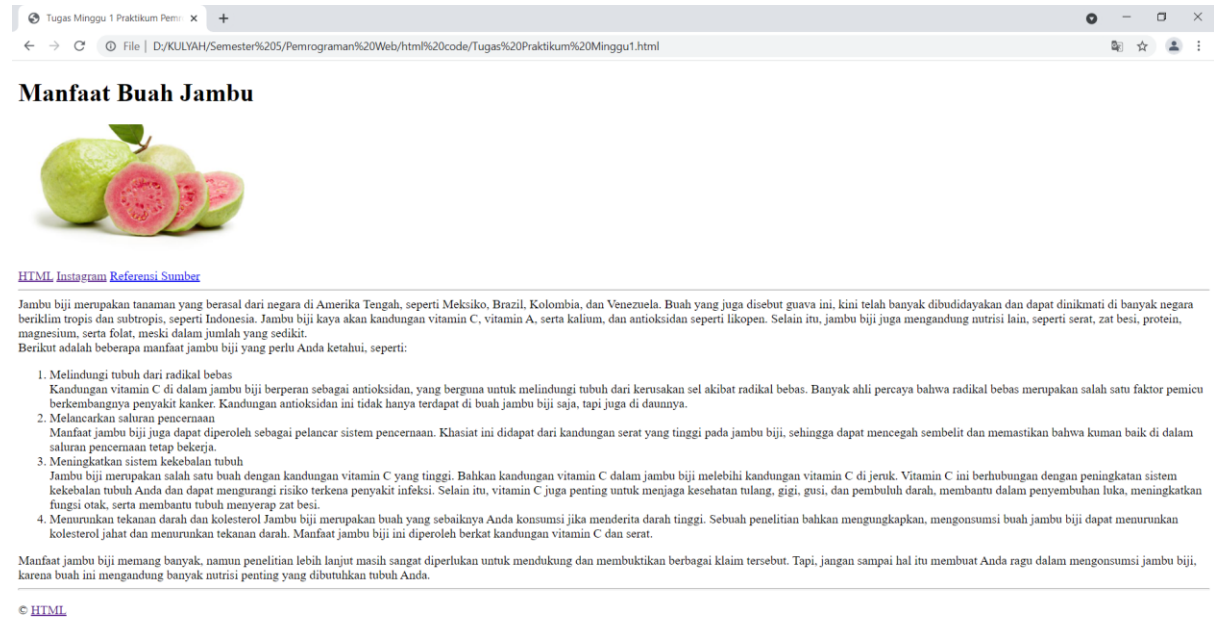 Tugas Minggu 1 Praktikum Pem
File | D:/KULYAH/Semester%205/Pemrograman%20Web/html%20code/Tugas%20Praktikum%20Minggu1.html
Manfaat Buah Jambu
HTML Instagram Referensi Sumber
Jambu biji merupakan tanaman yang berasal dari negara di Amerika Tengah, seperti Meksiko, Brazil, Kolombia, dan Venezuela. Buah yang juga disebut guava ini, kini telah banyak dibudidayakan dan dapat dinikmati di banyak negara
beriklim tropis dan subtropis, seperti Indonesia. Jambu biji kaya akan kandungan vitamin C, vitamin A, serta kalium, dan antioksidan seperti likopen. Selain itu, jambu biji juga mengandung nutrisi lain, seperti serat, zat besi, protein,
magnesium, serta folat, meski dalam jumlah yang sedikit.
Berikut adalah beberapa manfaat jambu biji yang perlu Anda ketahui, seperti:
1. Melindungi tubuh dari radikal bebas
Kandungan vitamin C di dalam jambu biji berperan sebagai antioksidan, yang berguna untuk melindungi tubuh dari kerusakan sel akibat radikal bebas. Banyak ahli percaya bahwa radikal bebas merupakan salah satu faktor pemicu
berkembangnya penyakit kanker. Kandungan antioksidan ini tidak hanya terdapat di buah jambu biji saja, tapi juga di daunnya.
2. Melancarkan saluran pencernaan
Manfaat jambu biji juga dapat diperoleh sebagai pelancar sistem pencernaan. Khasiat ini didapat dari kandungan serat yang tinggi pada jambu biji, sehingga dapat mencegah sembelit dan memastikan bahwa kuman baik di dalam
saluran pencernaan tetap bekerja.
3. Meningkatkan sistem kekebalan tubuh
Jambu biji merupakan salah satu buah dengan kandungan vitamin C yang tinggi. Bahkan kandungan vitamin C dalam jambu biji melebihi kandungan vitamin C di jeruk. Vitamin C ini berhubungan dengan peningkatan sistem
kekebalan tubuh Anda dan dapat mengurangi risiko terkena penyakit infeksi. Selain itu, vitamin C juga penting untuk menjaga kesehatan tulang, gigi, gusi, dan pembuluh darah, membantu dalam penyembuhan luka, meningkatkan
fungsi otak, serta membantu tubuh menyerap zat besi.
4. Menurunkan tekanan darah dan kolesterol Jambu biji merupakan buah yang sebaiknya Anda konsumsi jika menderita darah tinggi. Sebuah penelitian bahkan mengungkapkan, mengonsumsi buah jambu biji dapat menurunkan
kolesterol jahat dan menurunkan tekanan darah. Manfaat jambu biji ini diperoleh berkat kandungan vitamin C dan serat.
Manfaat jambu biji memang banyak, namun penelitian lebih lanjut masih sangat diperlukan untuk mendukung dan membuktikan berbagai klaim tersebut. Tapi, jangan sampai hal itu membuat Anda ragu dalam mengonsumsi jambu biji,
karena buah ini mengandung banyak nutrisi penting yang dibutuhkan tubuh Anda.
© HTML